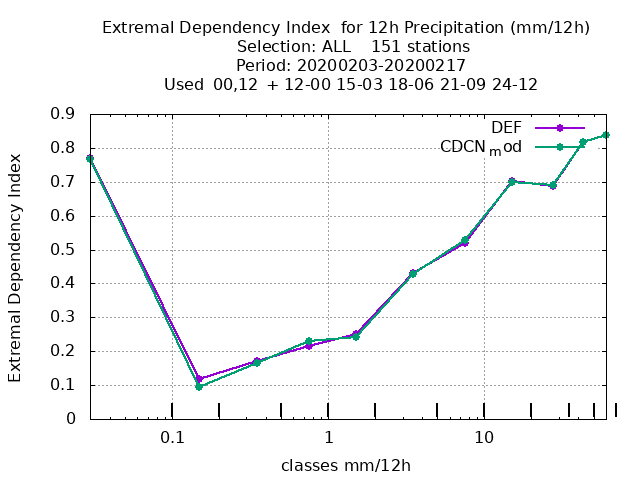 Extremal Dependency Index  for 12h Precipitation (mm/12h)
Selection: ALL    151 stations
Period: 20200203-20200217
Used  00,12  + 12-00 15-03 18-06 21-09 24-12
Extremal Dependency Index
0.9
0.8
0.7
0.6
0.5
0.4
0.3
0.2
0.1
0
DEF
CDCNmod
0.1
1
10
classes mm/12h